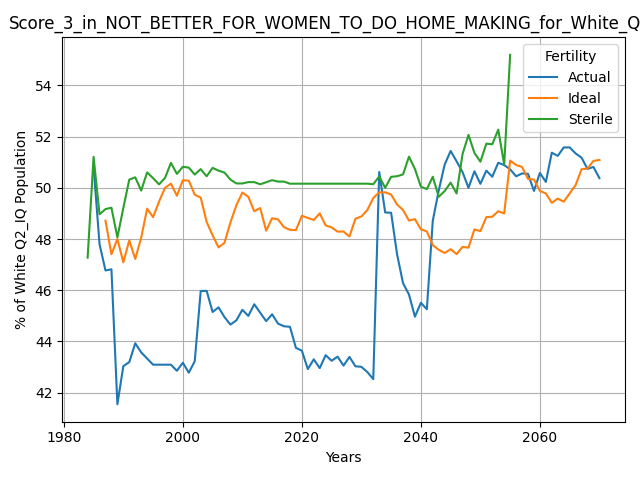 Score_3_in_NOT_BETTER_FOR_WOMEN_TO_DO_HOME_MAKING_for_White_Q
% of White Q2_IQ Population
54
52
50
48
46
44
42
Fertility
Actual
Ideal
Sterile
1980
2000
2020
2040
2060
Years